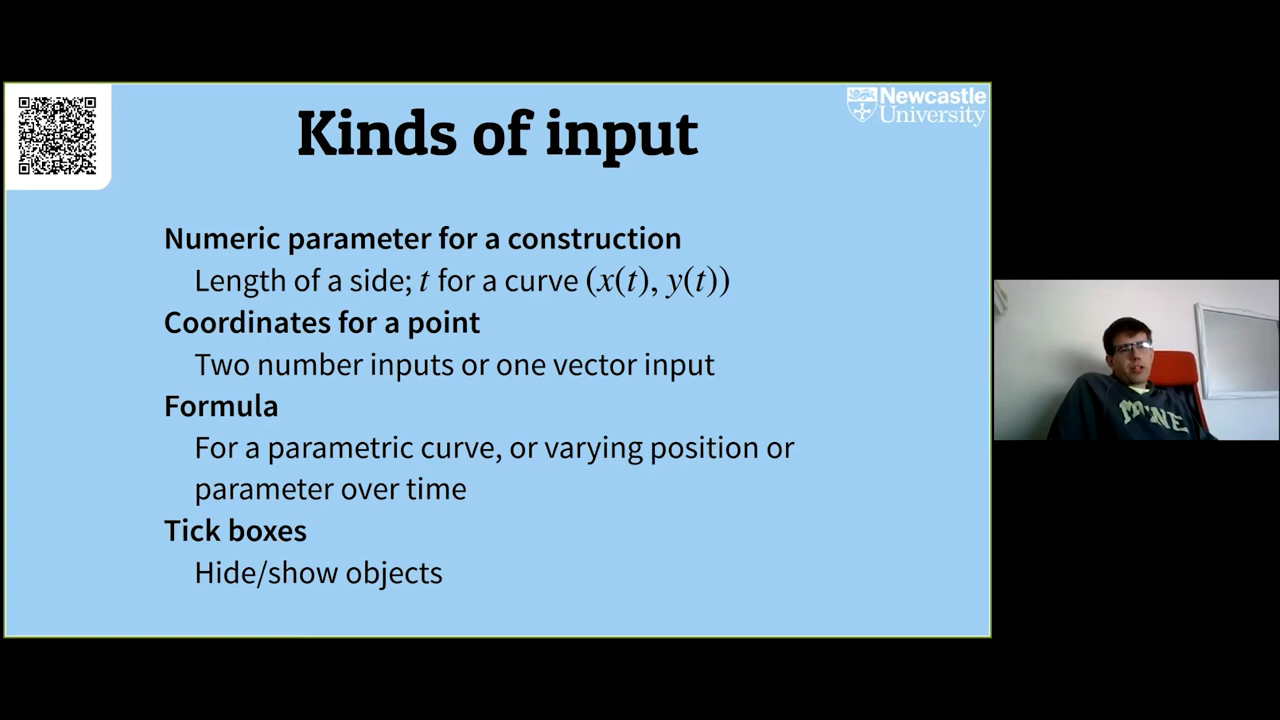 Kinds of input
Newcastle
University
Numeric parameter for a construction
Length of a side; t for a curve (x(t), y(t))
Coordinates for a point
Two number inputs or one vector input
Formula
For a parametric curve, or varying position or
parameter over time
Tick boxes
Hide/show objects
MAINE